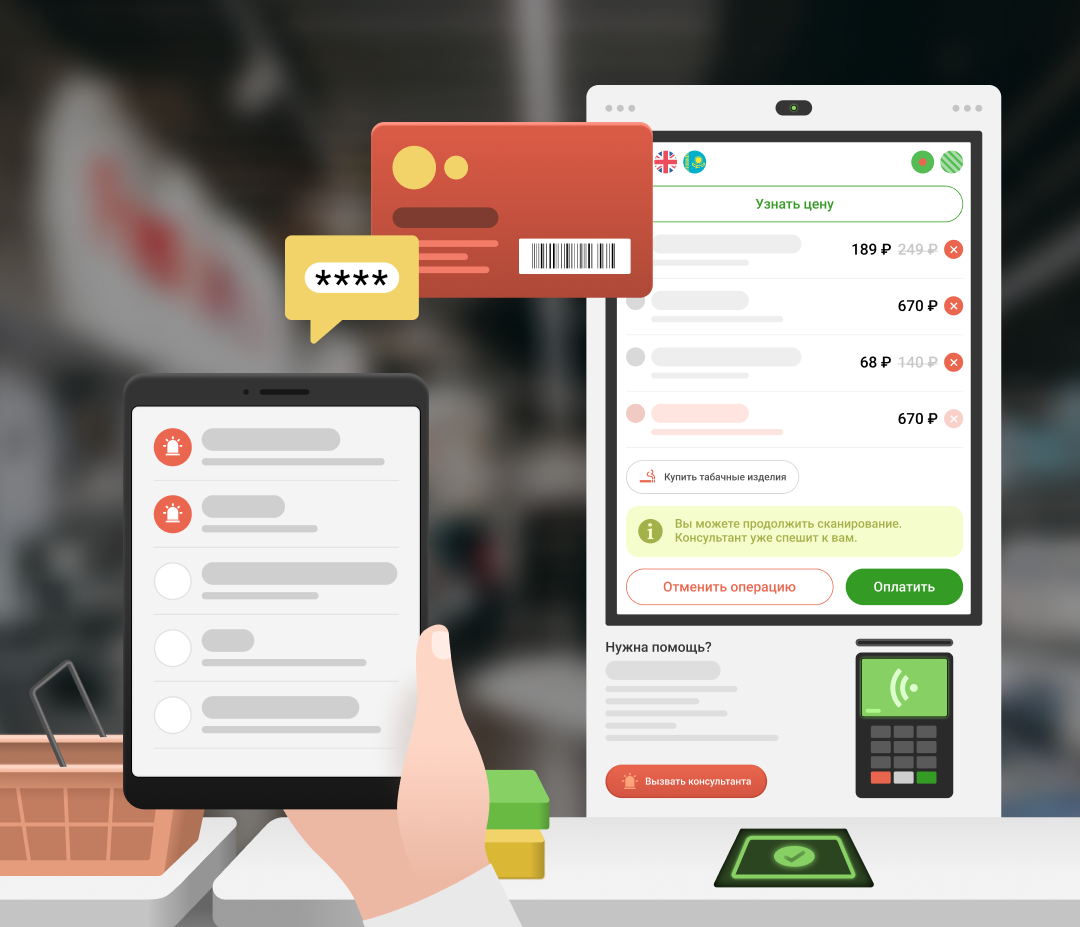 Узнать цену
189 ₽ 249 ₽
670 ₽
68 ₽ 140 ₽
670 ₽
****
Купить табачные изделия
Вы можете продолжить сканирование.
Консультант уже спешит к вам.
Отменить операцию
Оплатить
Нужна помощь?
Вызвать консультанта